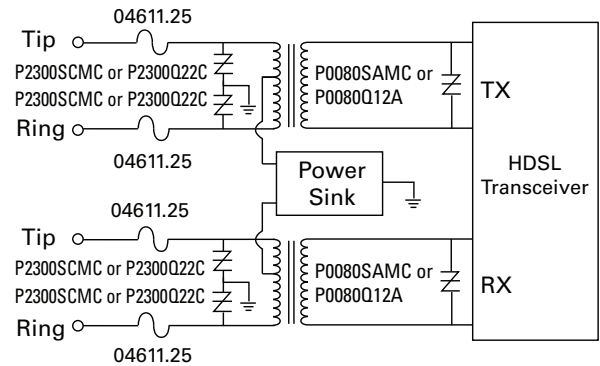 04611.25
Tip
P2300SCMC or P2300Q22C
P2300SCMC or P2300Q22C
Ring
04611.25
P0080SAMC or
P0080Q12A
TX
HDSL
Transceiver
Power
Sink
04611.25
Tip
P2300SCMC or P2300Q22C
P2300SCMC or P2300Q22C
Ring
04611.25
P0080SAMC or
P0080Q12A
RX